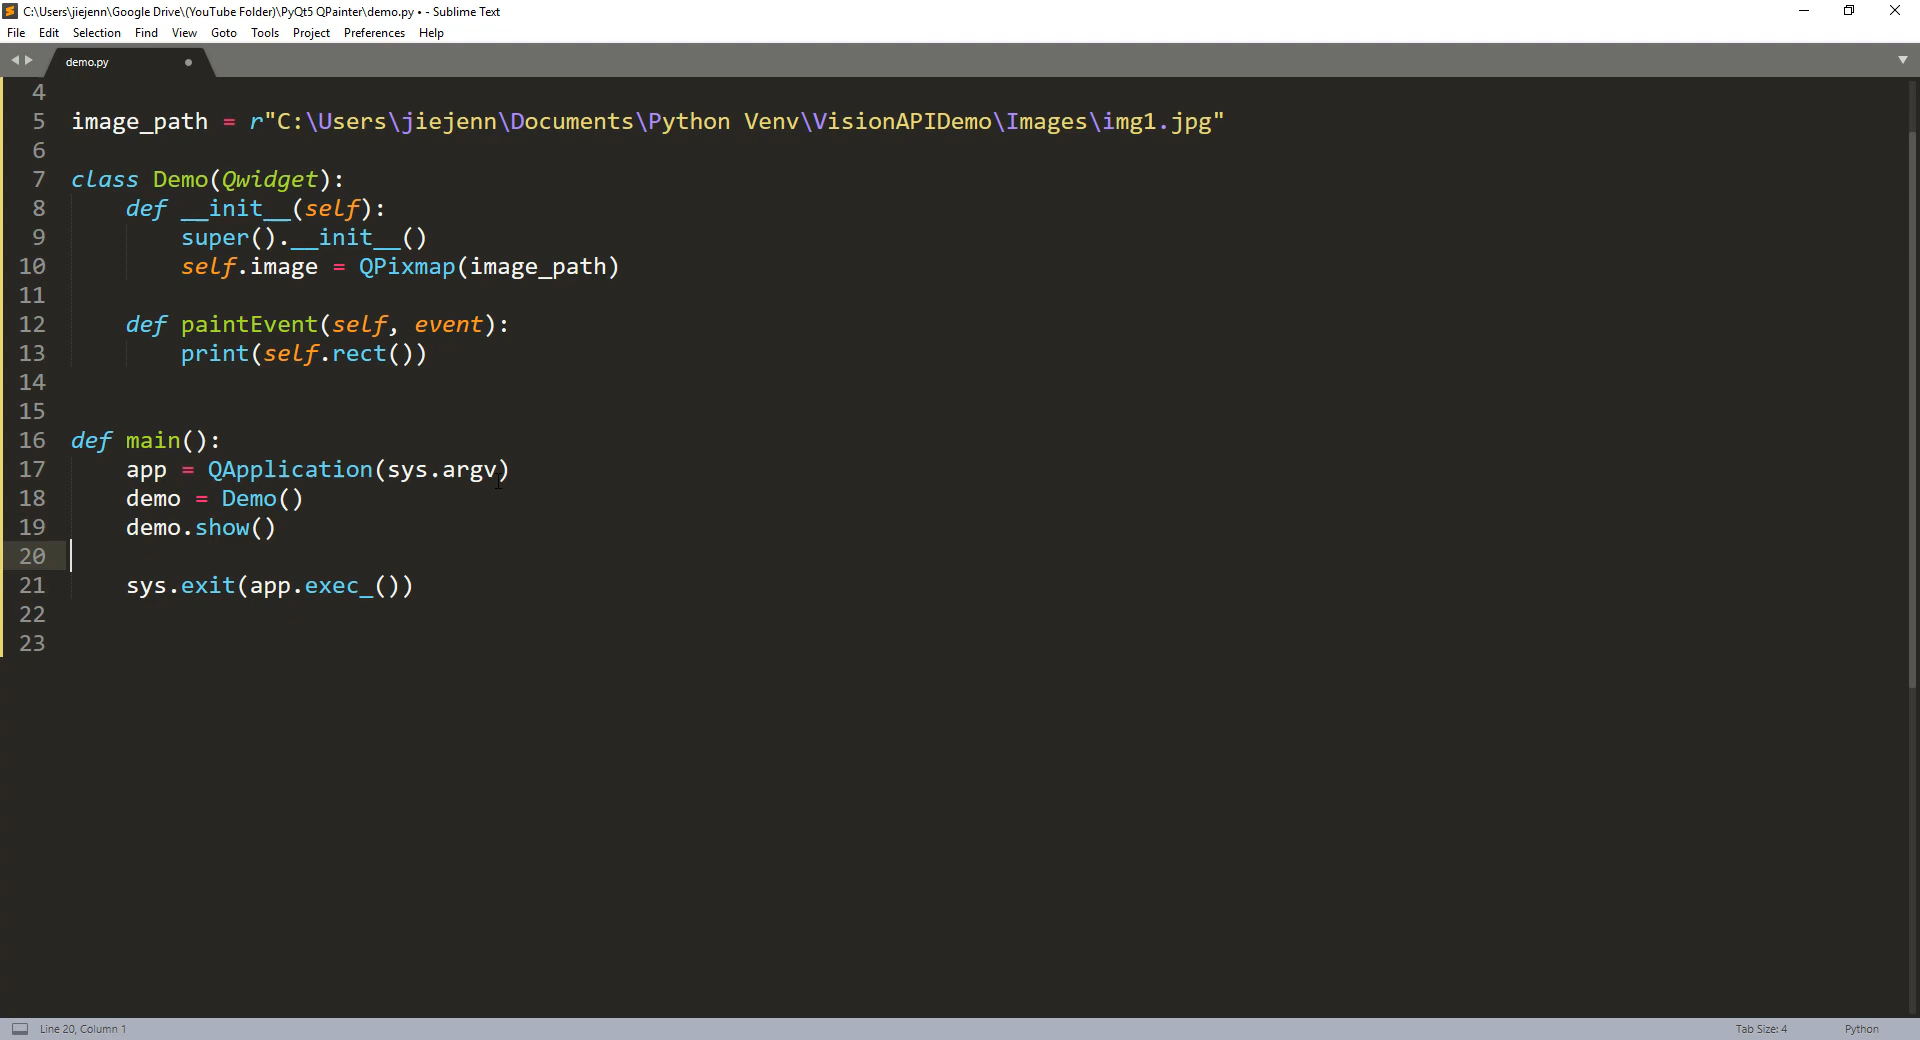 C:\Users\jiejenn\Google Drive\(YouTube Folder)\PyQt5 QPainter\demo.py • - Sublime Text
File Edit Selection Find View Goto Tools Project Preferences Help
demo.py
4
5 image_path = r"C:\Users\jiejenn\Documents\Python Venv\VisionAPIDemo\Images\img1.jpg"
6
7 class Demo(Qwidget):
8 def __init__(self):
9 super().__init__()
10 self.image = QPixmap(image_path)
11
12 def paintEvent(self, event):
13 print(self.rect())
14
15
16 def main():
17 app = QApplication(sys.argv)
18 demo = Demo()
19 demo.show()
20
21 sys.exit(app.exec_())
22
23
Line 20, Column 1 Tab Size: 4 Python